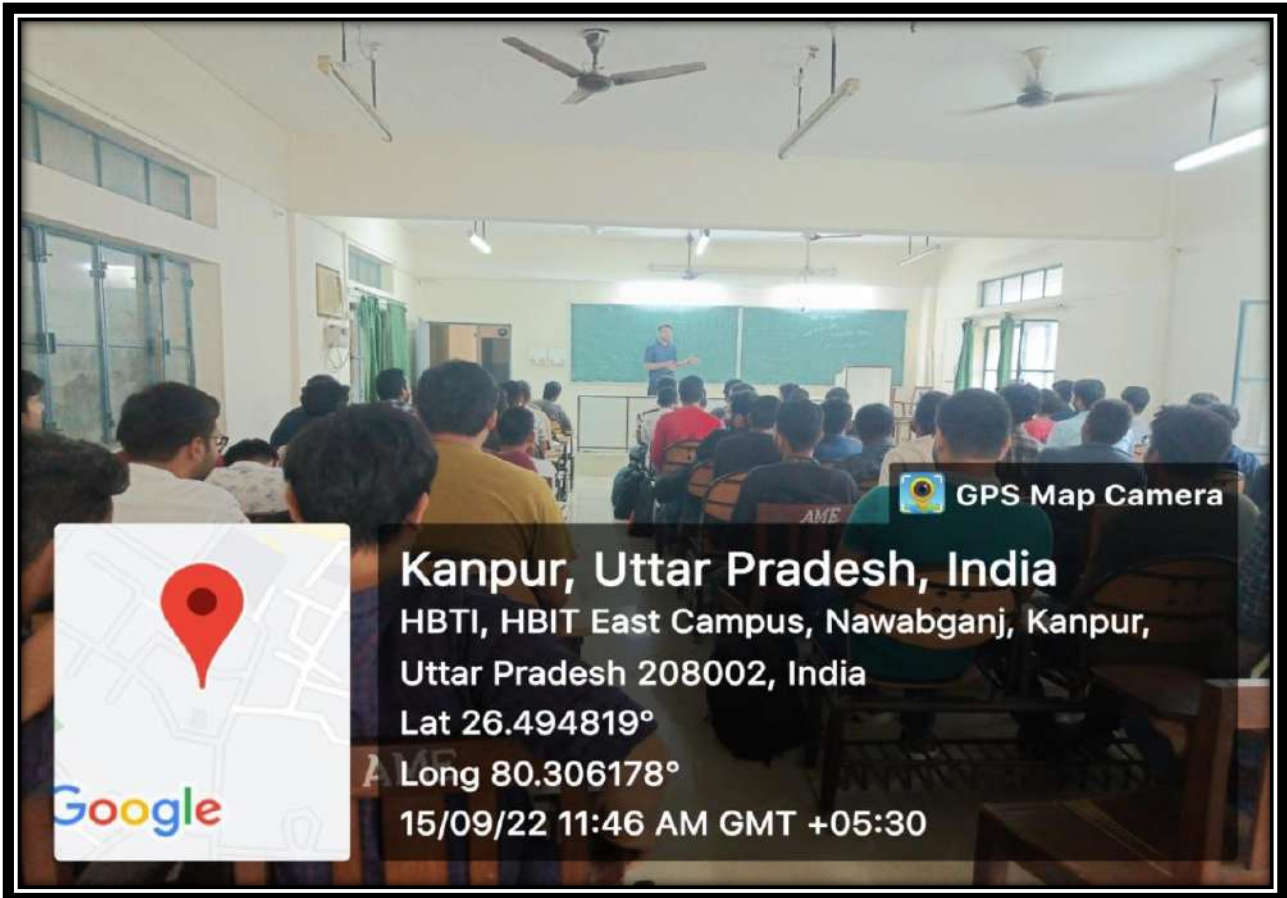 AME
GPS Map Camera
Kanpur, Uttar Pradesh, India
HBTI, HBIT East Campus, Nawabganj, Kanpur,
Uttar Pradesh 208002, India
Lat 26.494819°
AME
Long 80.306178°
15/09/22 11:46 AM GMT +05:30
Google